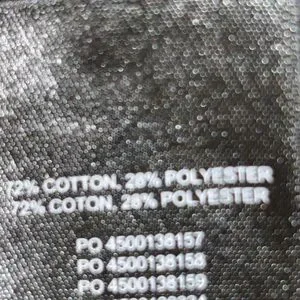 72% COTTON, 28% POLYESTER
72% COTON, 28% POLYESTER
PO 4500138157
PO 4500138158
PO 4500138159